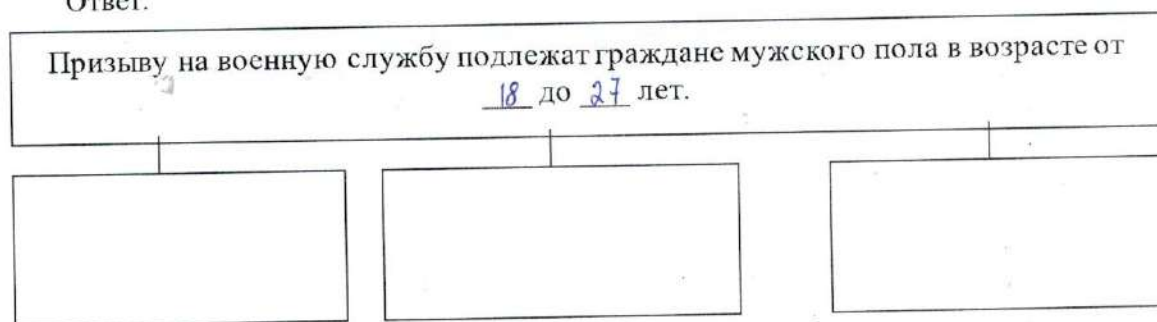 Ответ:
Призыву на военную службу подлежат граждане мужского пола в возрасте от
18 до 27 лет.